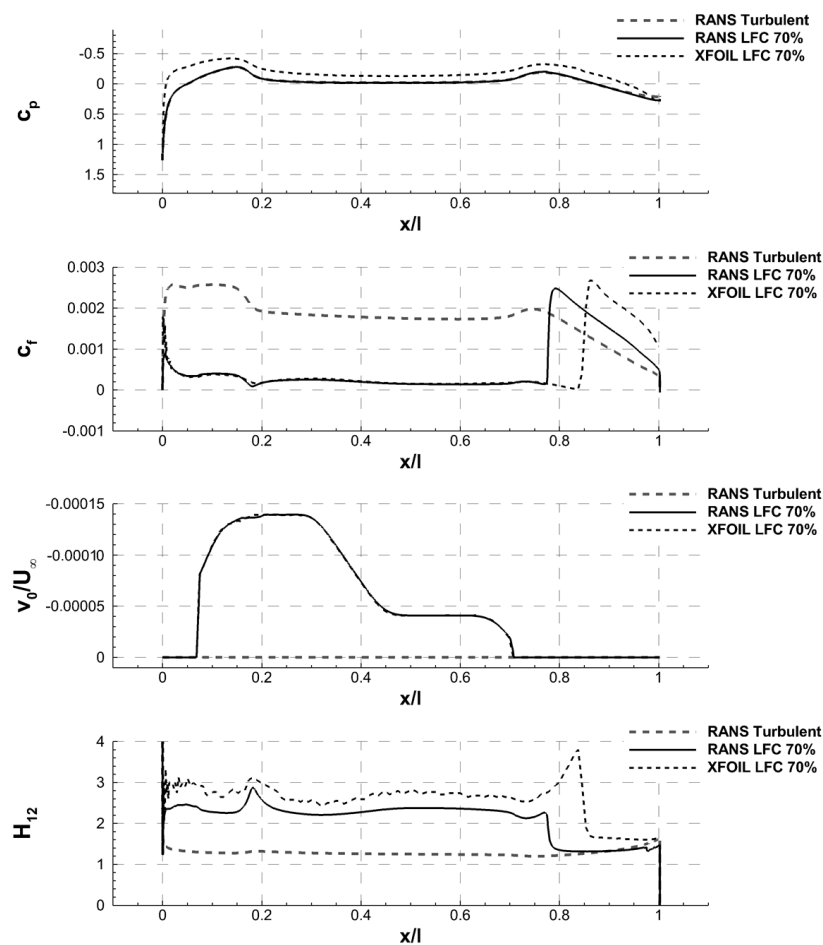 RANS Turbulent
RANS LFC 70%
XFOIL LFC 70%
-0.5
0
0.5
1
1.5
cp
0 0.2 0.4 0.6 0.8 1
x/l
RANS Turbulent
RANS LFC 70%
XFOIL LFC 70%
0.003
0.002
0.001
0
-0.001
cf
0 0.2 0.4 0.6 0.8 1
x/l
RANS Turbulent
RANS LFC 70%
XFOIL LFC 70%
-0.00015
-0.00010
-0.00005
0
v0/U∞
0 0.2 0.4 0.6 0.8 1
x/l
RANS Turbulent
RANS LFC 70%
XFOIL LFC 70%
4
3
2
1
0
H12
0 0.2 0.4 0.6 0.8 1
x/l